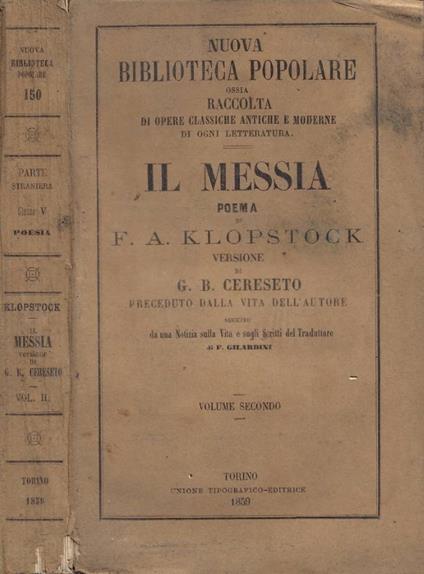 NUOVA
BIBLIOTECA
POPOLARE
150
PARTE
STRANIERA
Classe V
POESIA
KLOPSTOCK
IL
MESSIA
versione
DI
G. B. CERESETO
VOL. II.
TORINO
1859
NUOVA
BIBLIOTECA POPOLARE
OSSIA
RACCOLTA
DI OPERE CLASSICHE ANTICHE E MODERNE
DI OGNI LETTERATURA.
IL MESSIA
POEMA
DI
F. A. KLOPSTOCK
VERSIONE
DI
G. B. CERESETO
PRECEDUTO DALLA VITA DELL'AUTORE
SEGUITO
da una Notizia sulla Vita e sugli Scritti del Traduttore
di F. GILARDINI
VOLUME SECONDO
TORINO
UNIONE TIPOGRAFICO-EDITRICE
1859